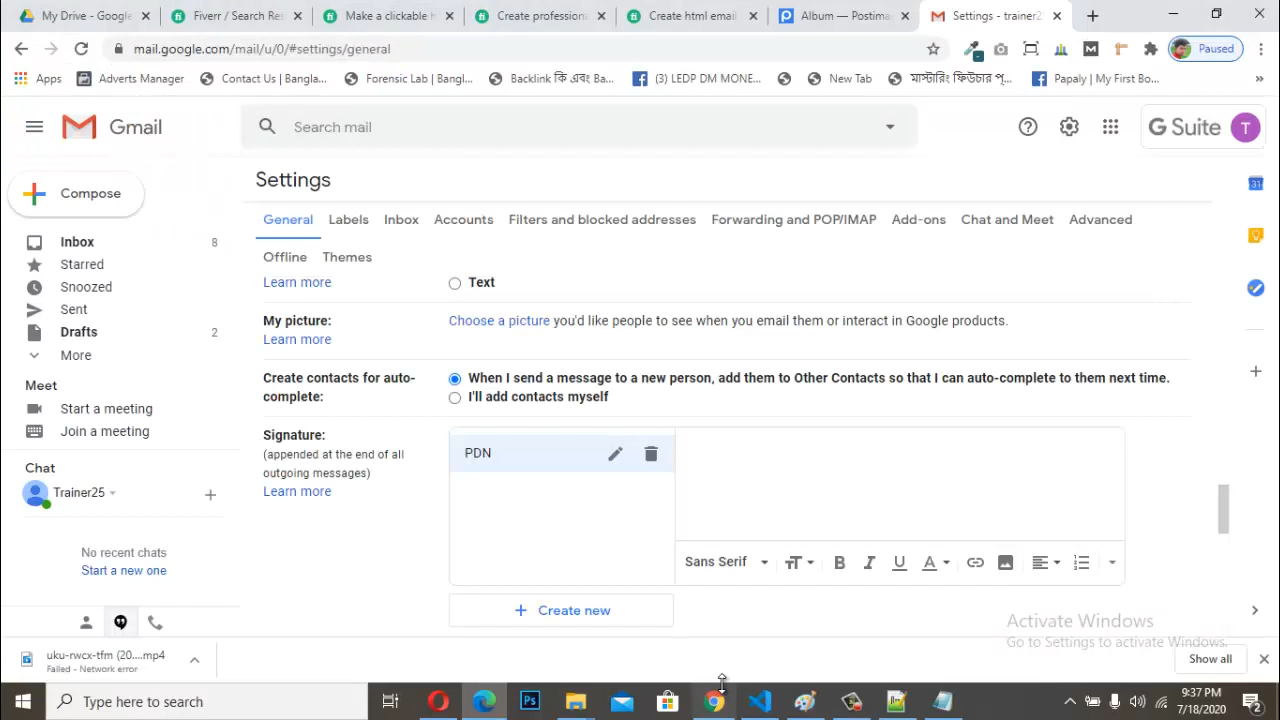 My Drive - Google
Fiverr / Search Res
Make a clickable h
Create profession
Create html email
Album — Postima
Settings - trainer25
mail.google.com/mail/u/0/#settings/general
Paused
Apps
Adverts Manager
Contact Us | Bangla...
Forensic Lab | Bangl...
Backlink কি এবং Ba...
(3) LEDP DM MONE...
New Tab
মাস্টারিং ফিউচার প্...
Papaly | My First Bo...
»
Gmail
Search mail
G Suite
T
Compose
Settings
General
Labels
Inbox
Accounts
Filters and blocked addresses
Forwarding and POP/IMAP
Add-ons
Chat and Meet
Advanced
Offline
Themes
Inbox 8
Starred
Snoozed
Sent
Drafts 2
More
Meet
Start a meeting
Join a meeting
Chat
Trainer25
No recent chats
Start a new one
Learn more
Text
My picture:
Learn more
Choose a picture you'd like people to see when you email them or interact in Google products.
Create contacts for auto-
complete:
When I send a message to a new person, add them to Other Contacts so that I can auto-complete to them next time.
I'll add contacts myself
Signature:
(appended at the end of all
outgoing messages)
Learn more
PDN
Sans Serif
B
I
U
A
+ Create new
31
Activate Windows
Go to Settings to activate Windows.
uku-rwcx-tfm (20....mp4
Failed - Network error
Show all
Type here to search
Ps
9:37 PM
7/18/2020
2